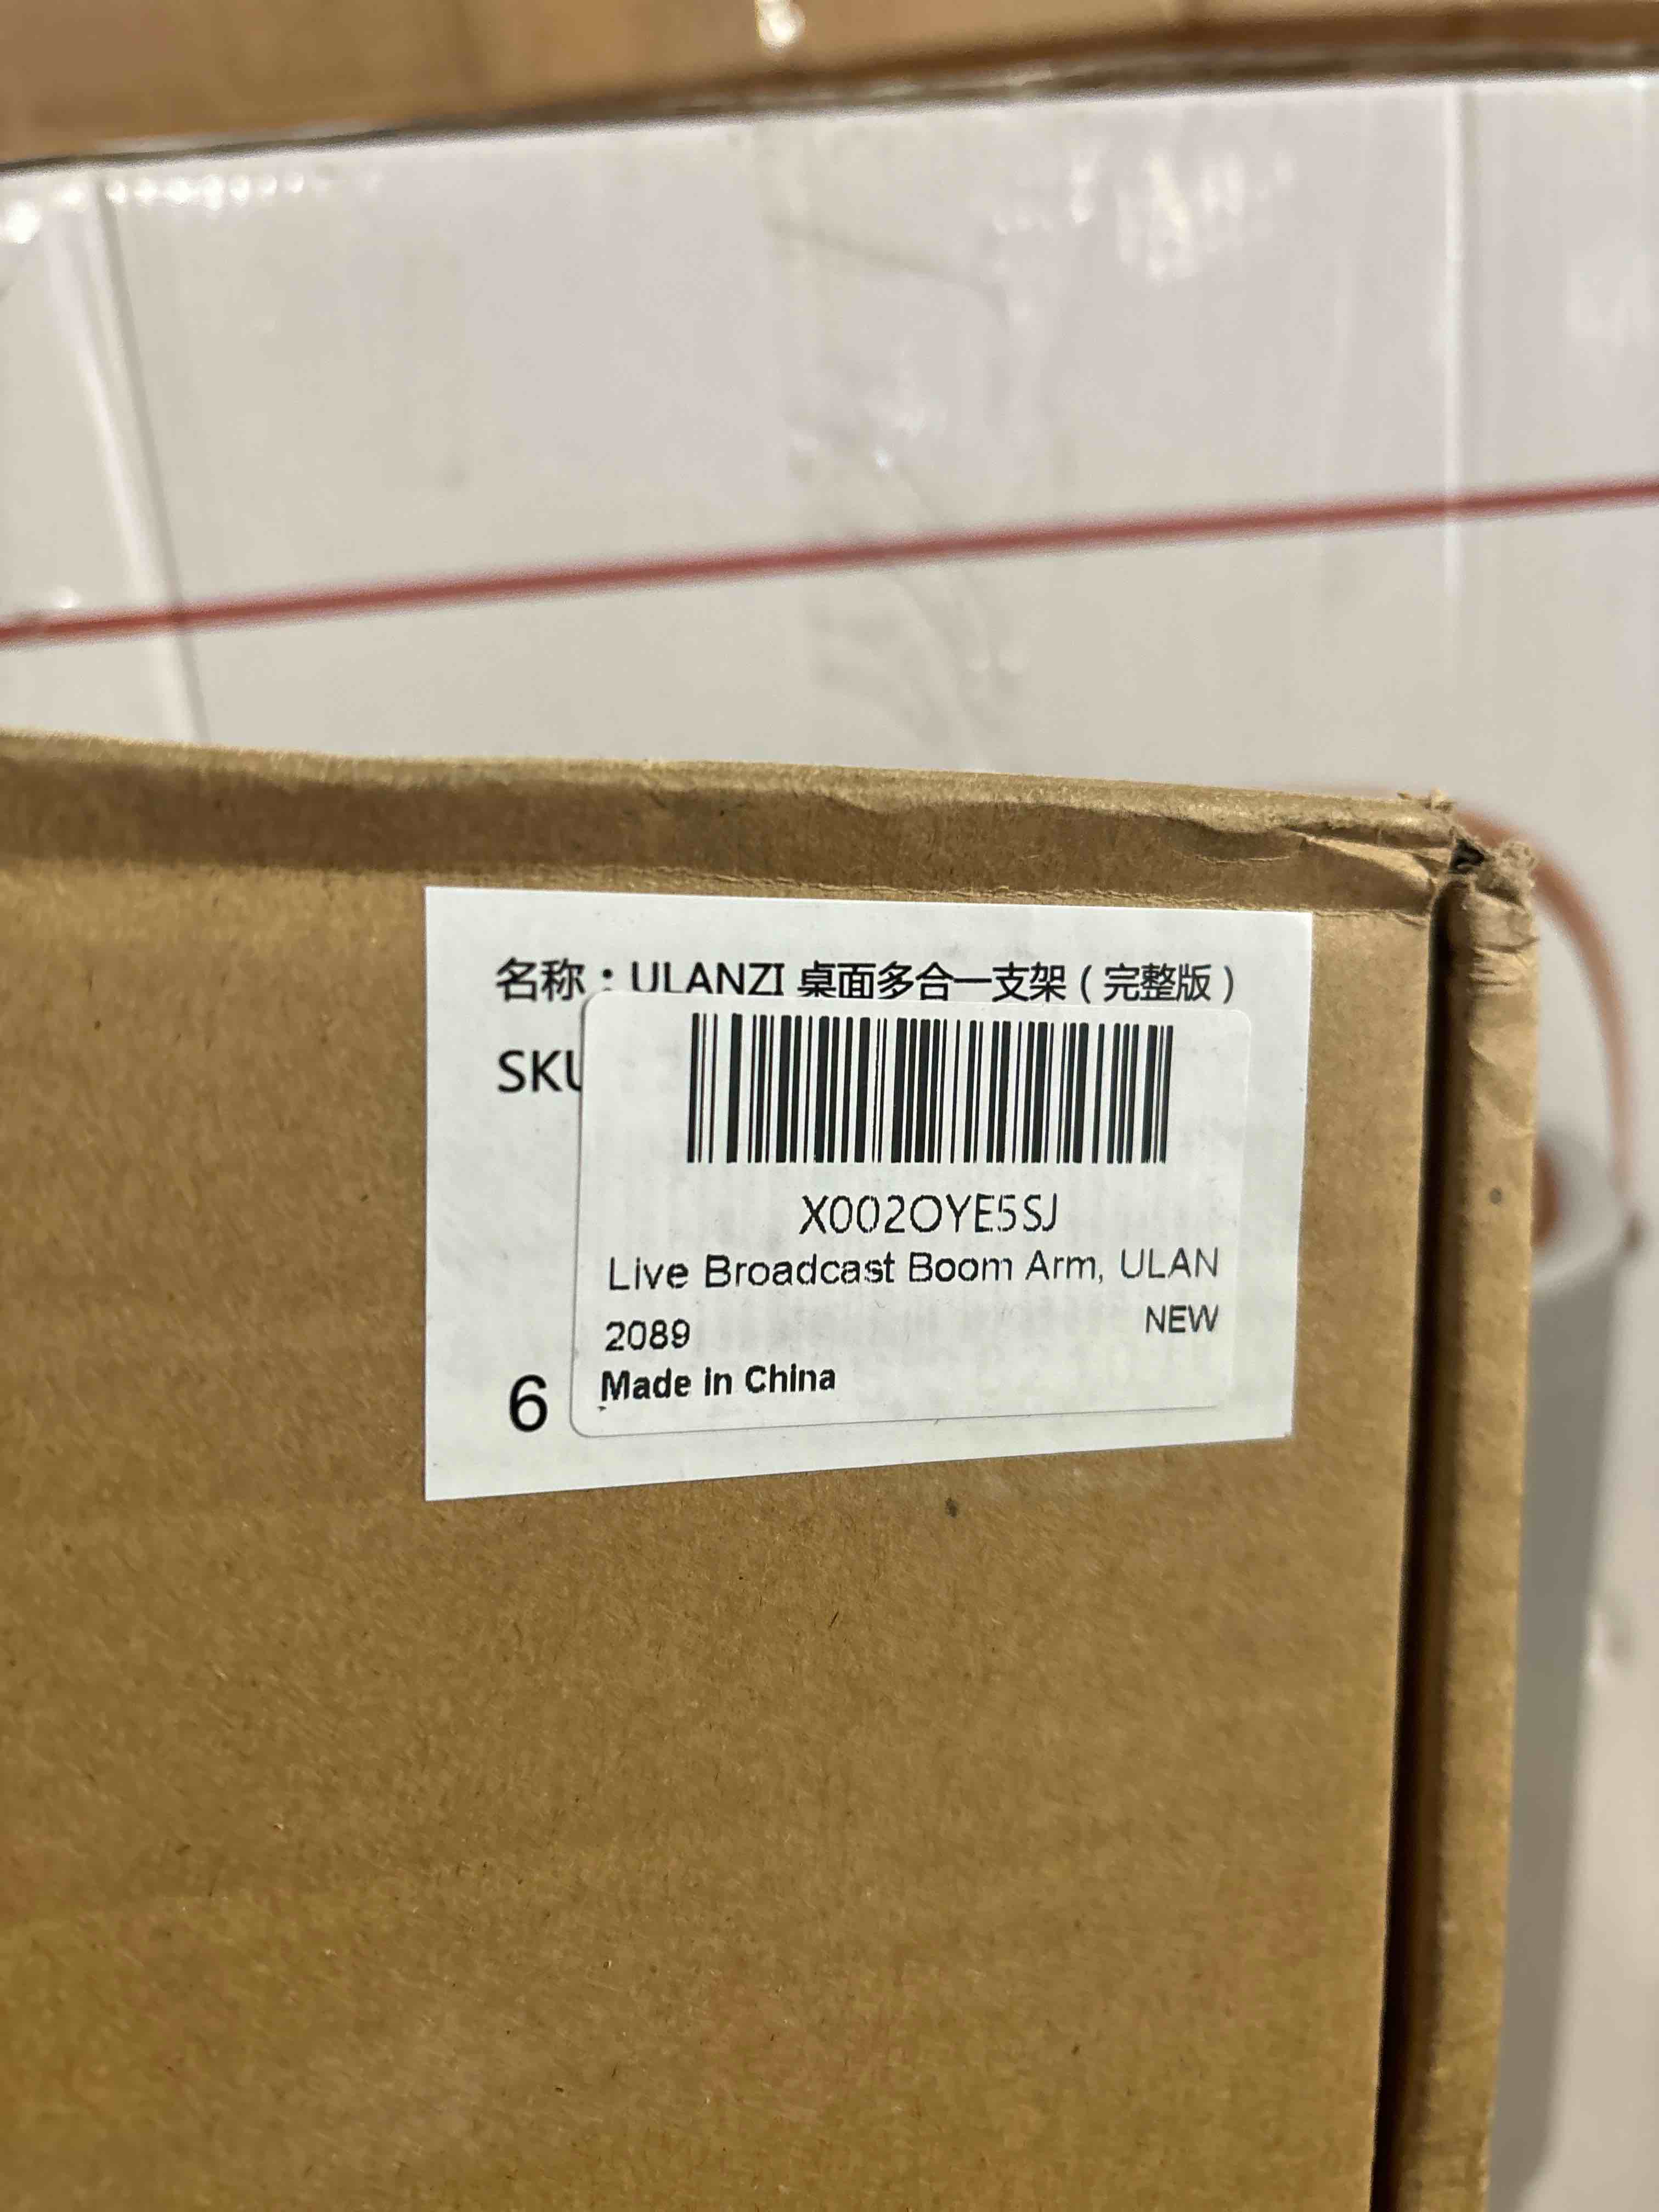 名称：ULANZI 桌面多合一支架（完整版）
SKU
X002OYE5SJ
Live Broadcast Boom Arm, ULAN
2089
NEW
Made in China
6